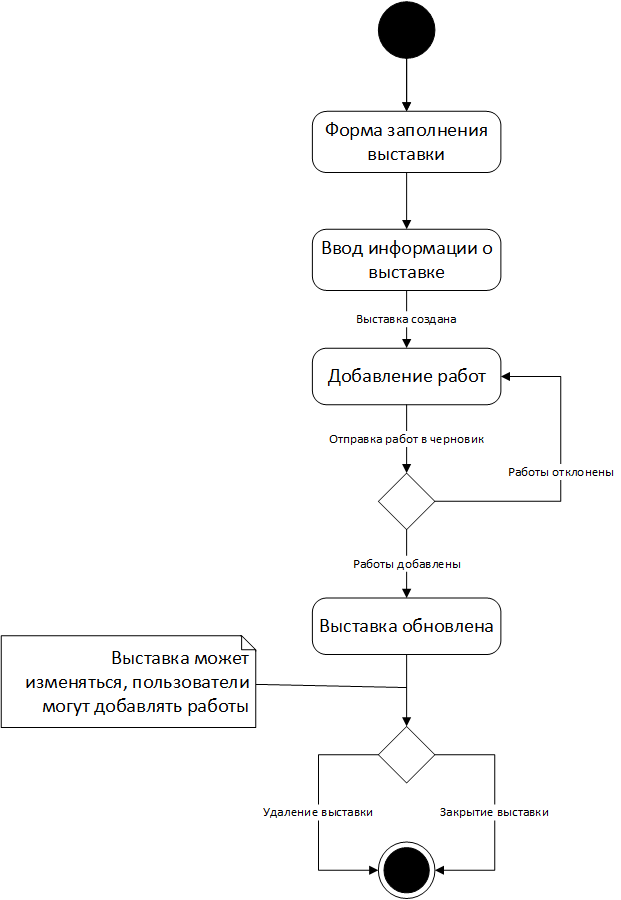 Форма заполнения
выставки
Ввод информации о
выставке
Выставка создана
Добавление работ
Отправка работ в черновик
Работы отклонены
Работы добавлены
Выставка обновлена
Выставка может
изменяться, пользователи
могут добавлять работы
Удаление выставки
Закрытие выставки